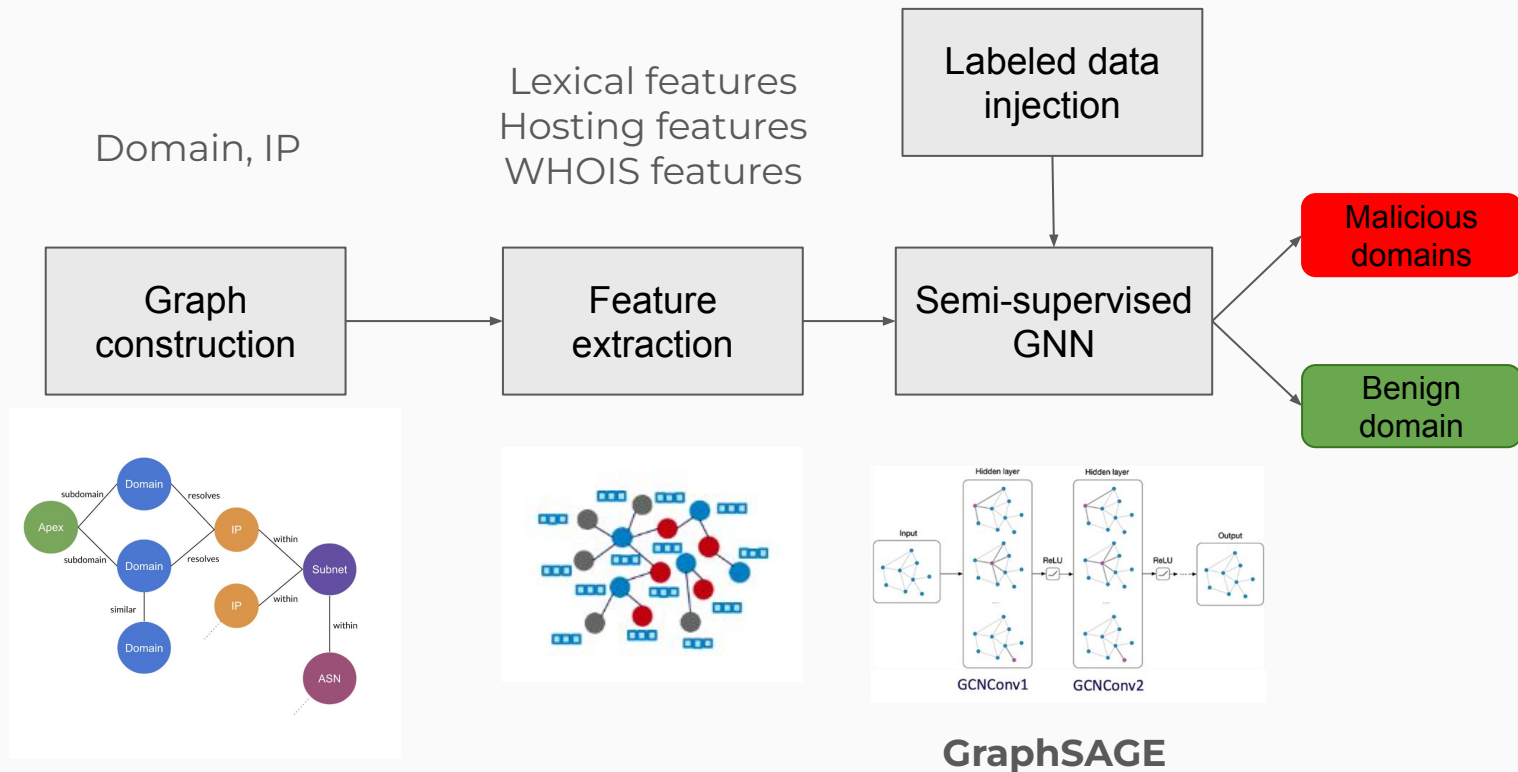 Domain, IP
Lexical features
Hosting features
WHOIS features
Labeled data
injection
Graph
construction
Feature
extraction
Semi-supervised
GNN
Malicious
domains
Benign
domain
Apex
subdomain
subdomain
Domain
Domain
similar
Domain
resolves
resolves
IP
IP
within
within
Subnet
within
ASN
Input
Hidden layer
ReLU
...
GCNConv1
Hidden layer
ReLU
...
GCNConv2
Output
GraphSAGE